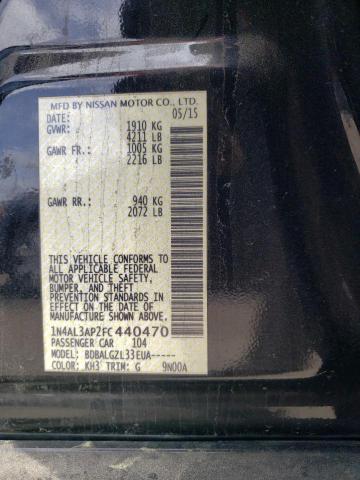 MFD BY NISSAN MOTOR CO., LTD.
DATE: 05/15
GVWR: 1910 KG
4211 LB
GAWR FR: 1005 KG
2216 LB
GAWR RR: 940 KG
2072 LB
THIS VEHICLE CONFORMS TO
ALL APPLICABLE FEDERAL
MOTOR VEHICLE SAFETY,
BUMPER, AND THEFT
PREVENTION STANDARDS IN
EFFECT ON THE DATE OF
MANUFACTURE SHOWN ABOVE.
1N4AL3AP2FC440470
PASSENGER CAR 104
MODEL: BDBALGZL33EUA-----
COLOR: KH3 TRIM: G 9N00A